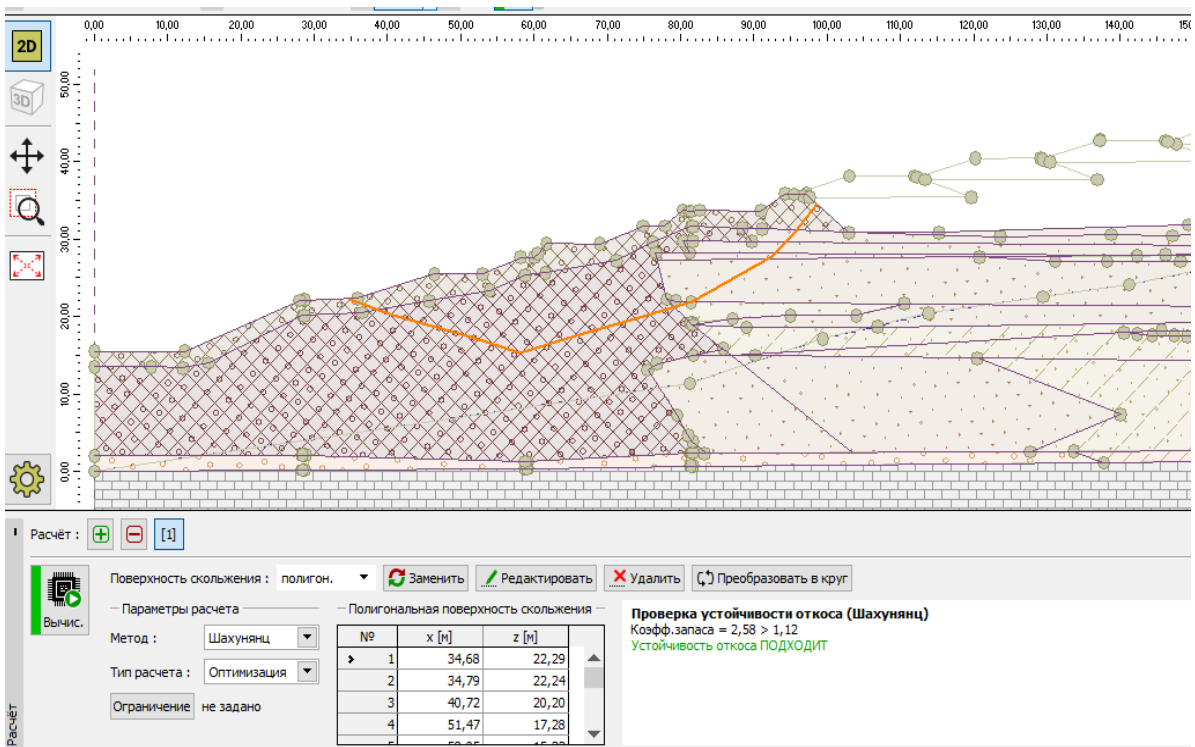 0,00 10,00 20,00 30,00 40,00 50,00 60,00 70,00 80,00 90,00 100,00 110,00 120,00 130,00 140,00
2D
3D
50,00
40,00
30,00
20,00
10,00
0,00
Расчёт : [1]
Вычис.
Поверхность скольжения : полигон. Заменить Редактировать Удалить Преобразовать в круг
Параметры расчета
Метод : Шахунянц
Тип расчета : Оптимизация
Ограничение не задано
Полигональная поверхность скольжения
№ x [м] z [м]
> 1 34,68 22,29
2 34,79 22,24
3 40,72 20,20
4 51,47 17,28
Проверка устойчивости откоса (Шахунянц)
Коэфф.запаса = 2,58 > 1,12
Устойчивость откоса ПОДХОДИТ
Расчёт